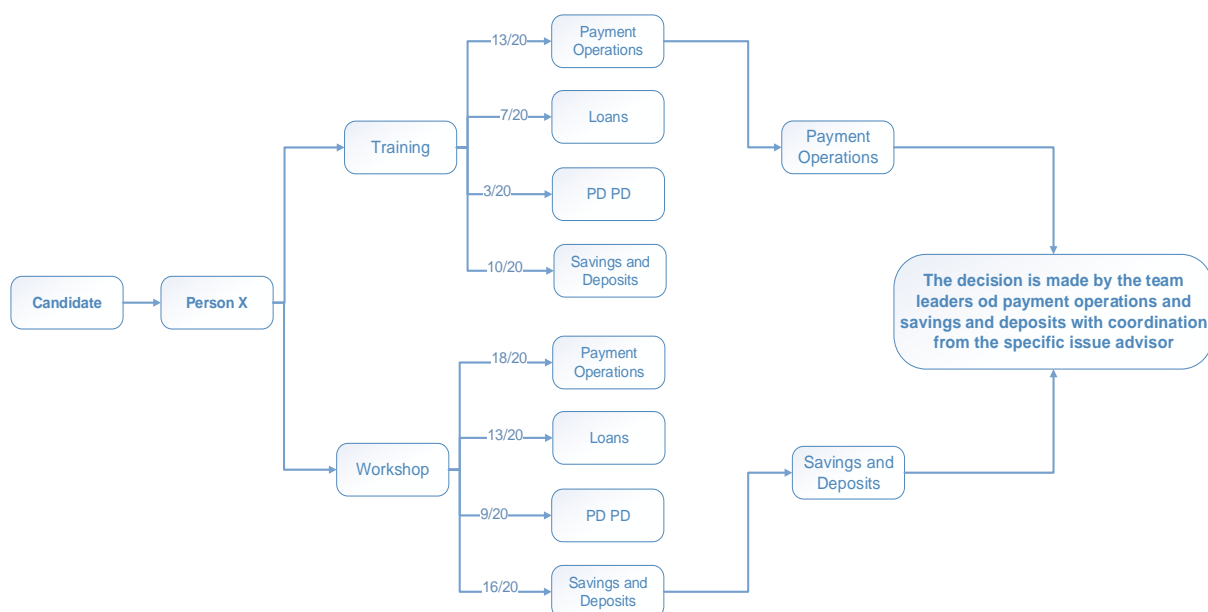 Candidate
Person X
Training
13/20
Payment
Operations
7/20
Loans
3/20
PD PD
10/20
Savings and
Deposits
Workshop
18/20
Payment
Operations
13/20
Loans
9/20
PD PD
16/20
Savings and
Deposits
Payment
Operations
Savings and
Deposits
The decision is made by the team
leaders od payment operations and
savings and deposits with coordination
from the specific issue advisor